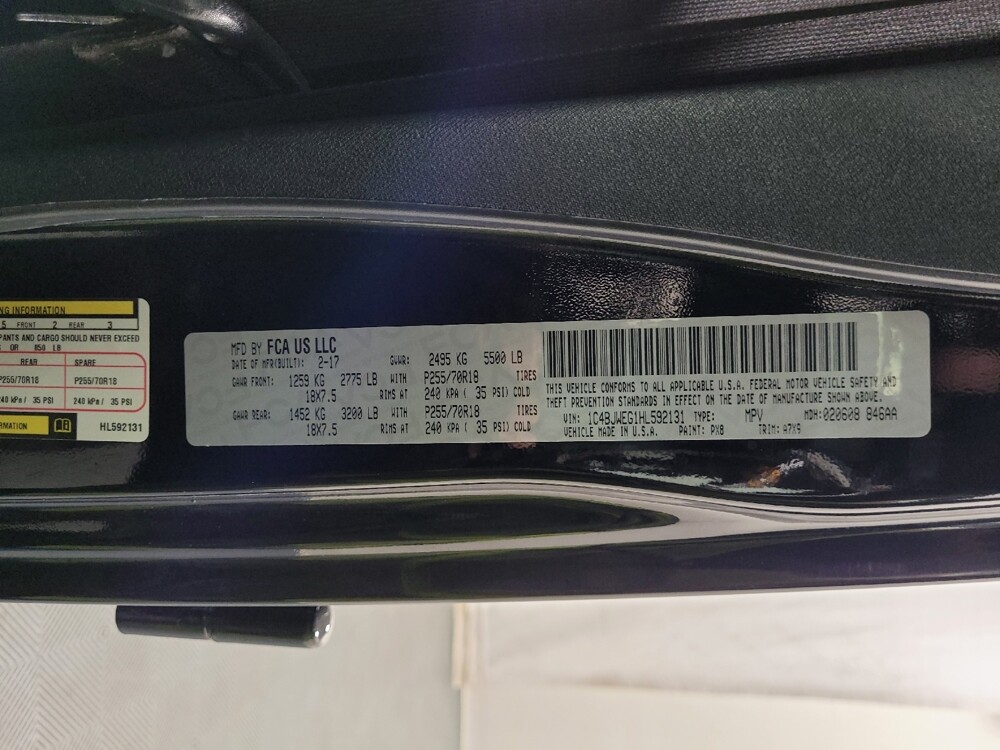 NG INFORMATION
5 FRONT 2 REAR 3
PANTS AND CARGO SHOULD NEVER EXCEED
OR 850 LB
REAR SPARE
P255/70R18 P255/70R18
240 kPa / 35 PSI 240 kPa / 35 PSI
RMATION
HL592131
MFD BY FCA US LLC
DATE OF MFR(BUILT): 2-17 GVWR: 2495 KG 5500 LB
GAWR FRONT: 1259 KG 2775 LB WITH P255/70R18 TIRES
18X7.5 RIMS AT 240 KPA ( 35 PSI) COLD
GAWR REAR: 1452 KG 3200 LB WITH P255/70R18 TIRES
18X7.5 RIMS AT 240 KPA ( 35 PSI) COLD
THIS VEHICLE CONFORMS TO ALL APPLICABLE U.S.A. FEDERAL MOTOR VEHICLE SAFETY AND
THEFT PREVENTION STANDARDS IN EFFECT ON THE DATE OF MANUFACTURE SHOWN ABOVE.
VIN: 1C4BJWEG1HL592131 TYPE: MPV MDH: 020608 846AA
VEHICLE MADE IN U.S.A. PAINT: PX8 TRIM: A7X9